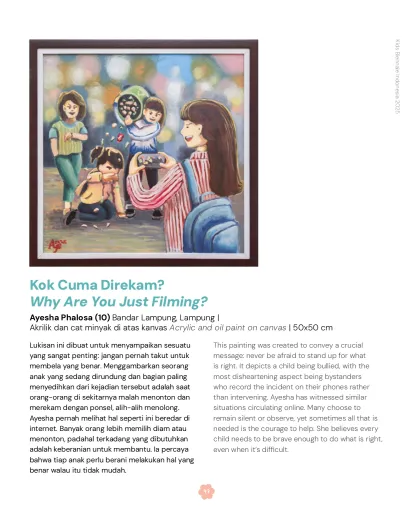 Kids Biennale Indonesia 2025
Kok Cuma Direkam?
Why Are You Just Filming?
Ayesha Phalosa (10) Bandar Lampung, Lampung |
Akrilik dan cat minyak di atas kanvas Acrylic and oil paint on canvas | 50x50 cm
Lukisan ini dibuat untuk menyampaikan sesuatu
yang sangat penting: jangan pernah takut untuk
membela yang benar. Menggambarkan seorang
anak yang sedang dirundung dan bagian paling
menyedihkan dari kejadian tersebut adalah saat
orang-orang di sekitarnya malah menonton dan
merekam dengan ponsel, alih-alih menolong.
Ayesha pernah melihat hal seperti ini beredar di
internet. Banyak orang lebih memilih diam atau
menonton, padahal terkadang yang dibutuhkan
adalah keberanian untuk membantu. Ia percaya
bahwa tiap anak perlu berani melakukan hal yang
benar walau itu tidak mudah.
This painting was created to convey a crucial
message: never be afraid to stand up for what is
right. It depicts a child being bullied, with the
most disheartening aspect being bystanders
who record the incident on their phones rather
than intervening. Ayesha has witnessed similar
situations circulating online. Many choose to
remain silent or observe, yet sometimes all that is
needed is the courage to help. She believes every
child needs to be brave enough to do what is right,
even when it's difficult.